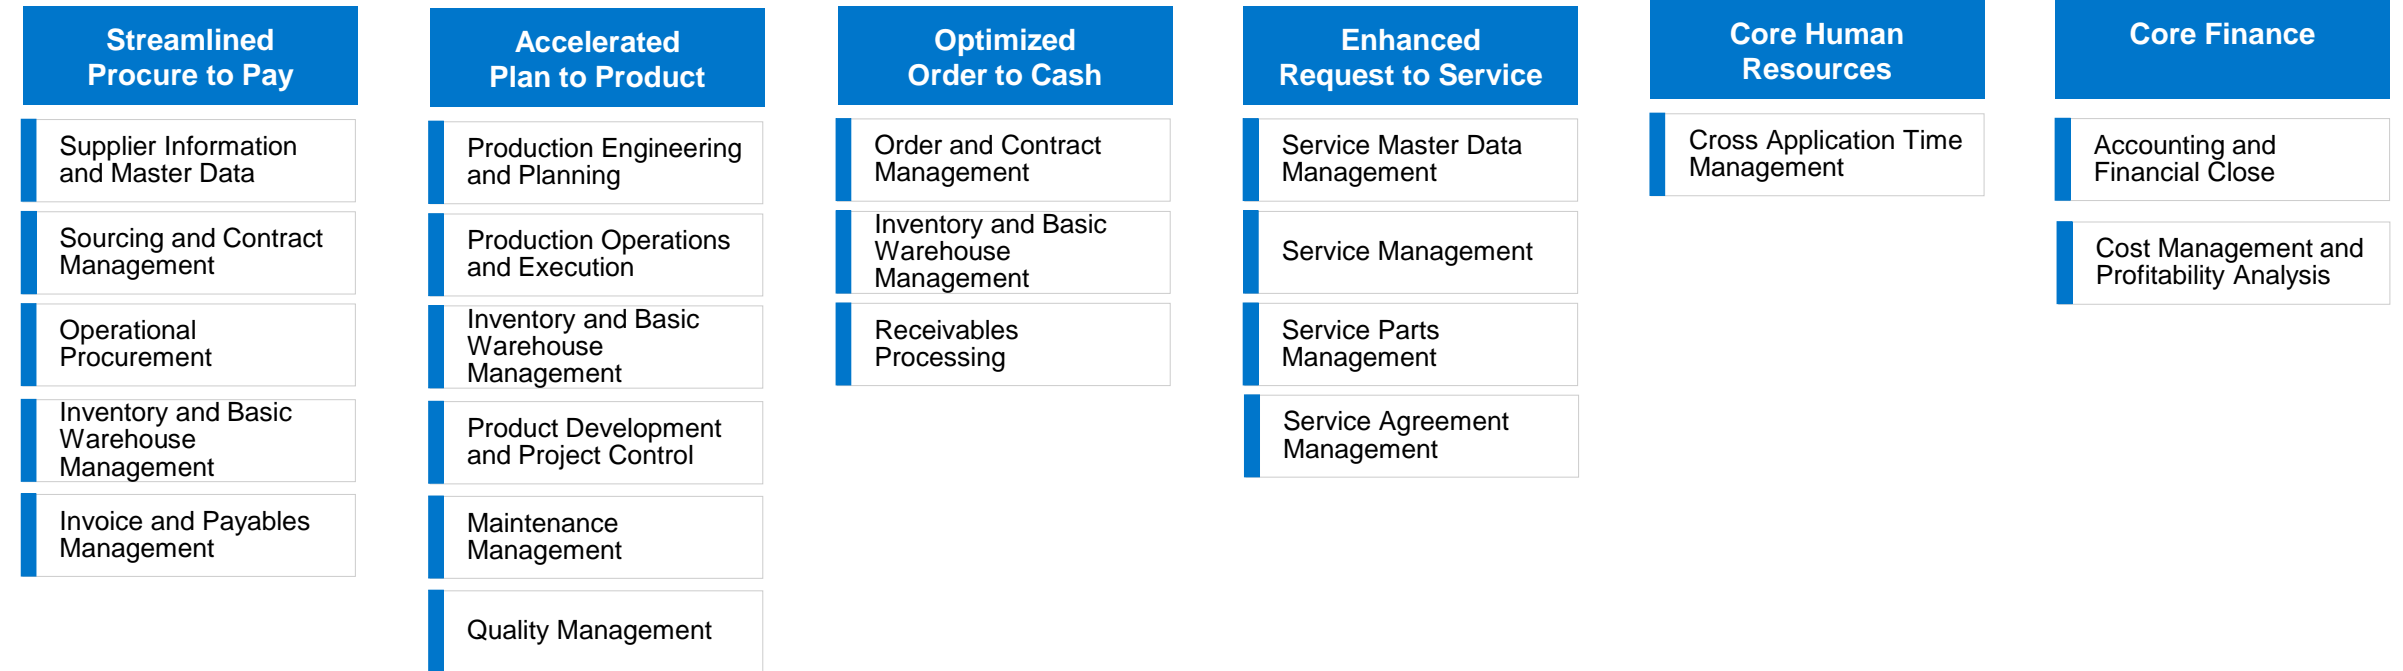 Streamlined
Procure to Pay
Supplier Information
and Master Data
Sourcing and Contract
Management
Operational
Procurement
Inventory and Basic
Warehouse
Management
Invoice and Payables
Management
Accelerated
Plan to Product
Production Engineering
and Planning
Production Operations
and Execution
Inventory and Basic
Warehouse
Management
Product Development
and Project Control
Maintenance
Management
Quality Management
Optimized
Order to Cash
Order and Contract
Management
Inventory and Basic
Warehouse
Management
Receivables
Processing
Enhanced
Request to Service
Service Master Data
Management
Service Management
Service Parts
Management
Service Agreement
Management
Core Human
Resources
Cross Application Time
Management
Core Finance
Accounting and
Financial Close
Cost Management and
Profitability Analysis